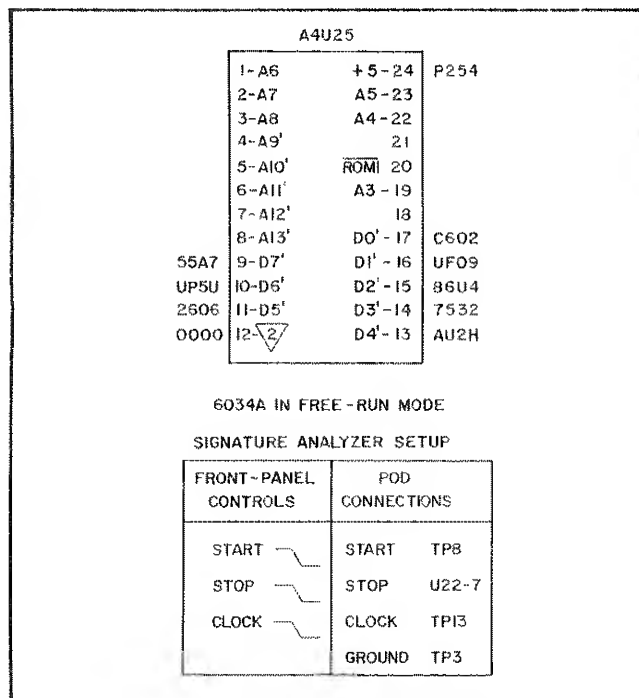 A4U25
1-A6 +5-24 P254
2-A7 A5-23
3-A8 A4-22
4-A9' 21
5-A10' ROM1 20
6-A11' A3-19
7-A12' 18
8-A13' D0'-17 C602
55A7 9-D7' D1'-16 UF09
UP5U 10-D6' D2'-15 86U4
2606 11-D5' D3'-14 7532
0000 12-2 D4'-13 AU2H
6034A IN FREE-RUN MODE
SIGNATURE ANALYZER SETUP
FRONT-PANEL CONTROLS POD CONNECTIONS
START START TP8
STOP STOP U22-7
CLOCK CLOCK TP13
GROUND TP3